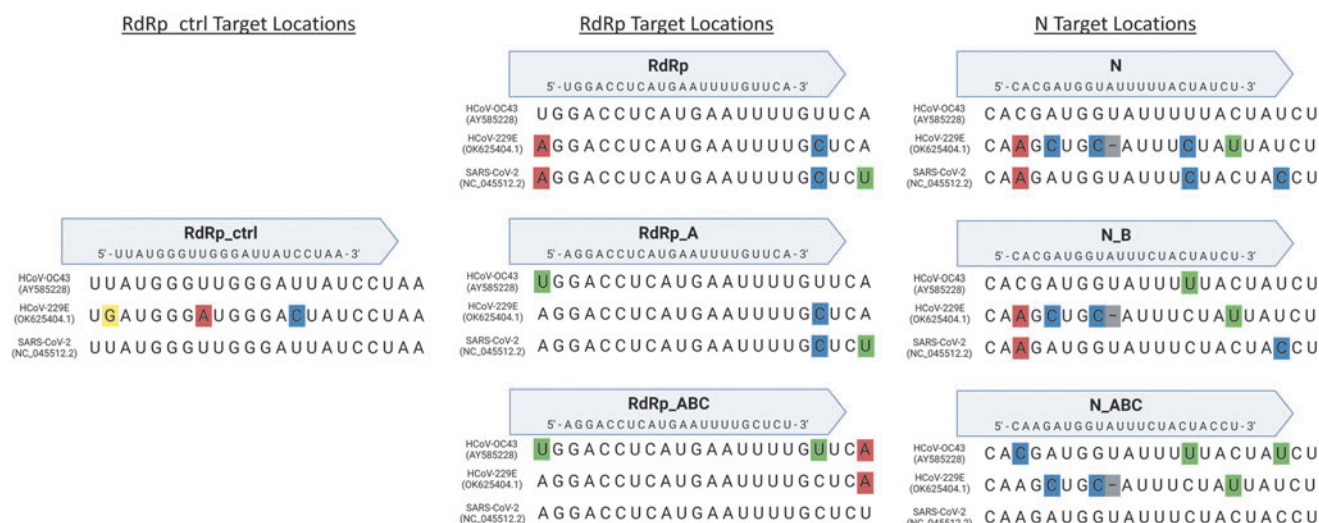 RdRp_ctrl Target Locations
UUAUGGGUUGGGAUUAUCCUAA
RdRp_ctrl
5'-UUAUGGGUUGGGAUUAUCCUAA-3'
HCoV-OC43
(AY585228)
UUAUGGGUUGGGAUUAUCCUAA
HCoV-229E
(OK625404.1)
UGAUGGGAUGGGACUAUCCUAA
SARS-CoV-2
(NC_045512.2)
UUAUGGGUUGGGAUUAUCCUAA
RdRp Target Locations
RdRp
5'-UGGACCUCAUGAAUUUUGUUCA-3'
HCoV-OC43
(AY585228)
UGGACCUCAUGAAUUUUGUUCA
HCoV-229E
(OK625404.1)
AGGACCUCAUGAAUUUUGCUCA
SARS-CoV-2
(NC_045512.2)
AGGACCUCAUGAAUUUUGCUCU
RdRp_A
5'-AGGACCUCAUGAAUUUUGUUCA-3'
HCoV-OC43
(AY585228)
UGGACCUCAUGAAUUUUGUUCA
HCoV-229E
(OK625404.1)
AGGACCUCAUGAAUUUUGCUCA
SARS-CoV-2
(NC_045512.2)
AGGACCUCAUGAAUUUUGCUCU
RdRp_ABC
5'-AGGACCUCAUGAAUUUUGCUCU-3'
HCoV-OC43
(AY585228)
UGGACCUCAUGAAUUUUGUUCA
HCoV-229E
(OK625404.1)
AGGACCUCAUGAAUUUUGCUCA
SARS-CoV-2
(NC_045512.2)
AGGACCUCAUGAAUUUUGCUCU
N Target Locations
N
5'-CACGAUGGUAUUUUUACUAUCU-3'
HCoV-OC43
(AY585228)
CACGAUGGUAUUUUUACUAUCU
HCoV-229E
(OK625404.1)
CAAGCUGC-AUUUCUAUUAUCU
SARS-CoV-2
(NC_045512.2)
CAAGAUGGUAUUUCUACUACCU
N_B
5'-CACGAUGGUAUUUCUACUAUCU-3'
HCoV-OC43
(AY585228)
CACGAUGGUAUUUUUACUAUCU
HCoV-229E
(OK625404.1)
CAAGCUGC-AUUUCUAUUAUCU
SARS-CoV-2
(NC_045512.2)
CAAGAUGGUAUUUCUACUACCU
N_ABC
5'-CAAGAUGGUAUUUCUACUACCU-3'
HCoV-OC43
(AY585228)
CACGAUGGUAUUUUUACUAUCU
HCoV-229E
(OK625404.1)
CAAGCUGC-AUUUCUAUUAUCU
SARS-CoV-2
(NC_045512.2)
CAAGAUGGUAUUUCUACUACCU